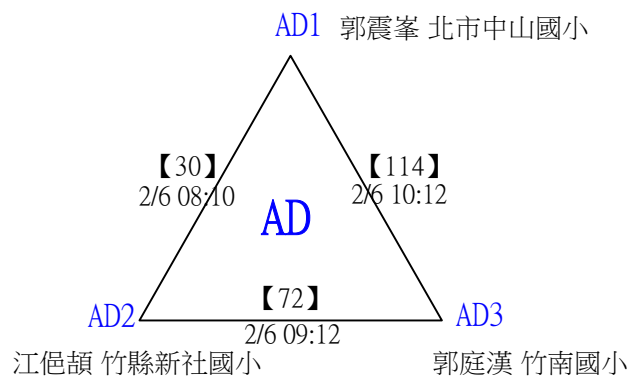 AD1 郭震峯 北市中山國小
【30】 【114】
2/6 08:10 2/6 10:12
AD
【72】
AD2 AD3
2/6 09:12
江俋頡 竹縣新社國小 郭庭漢 竹南國小